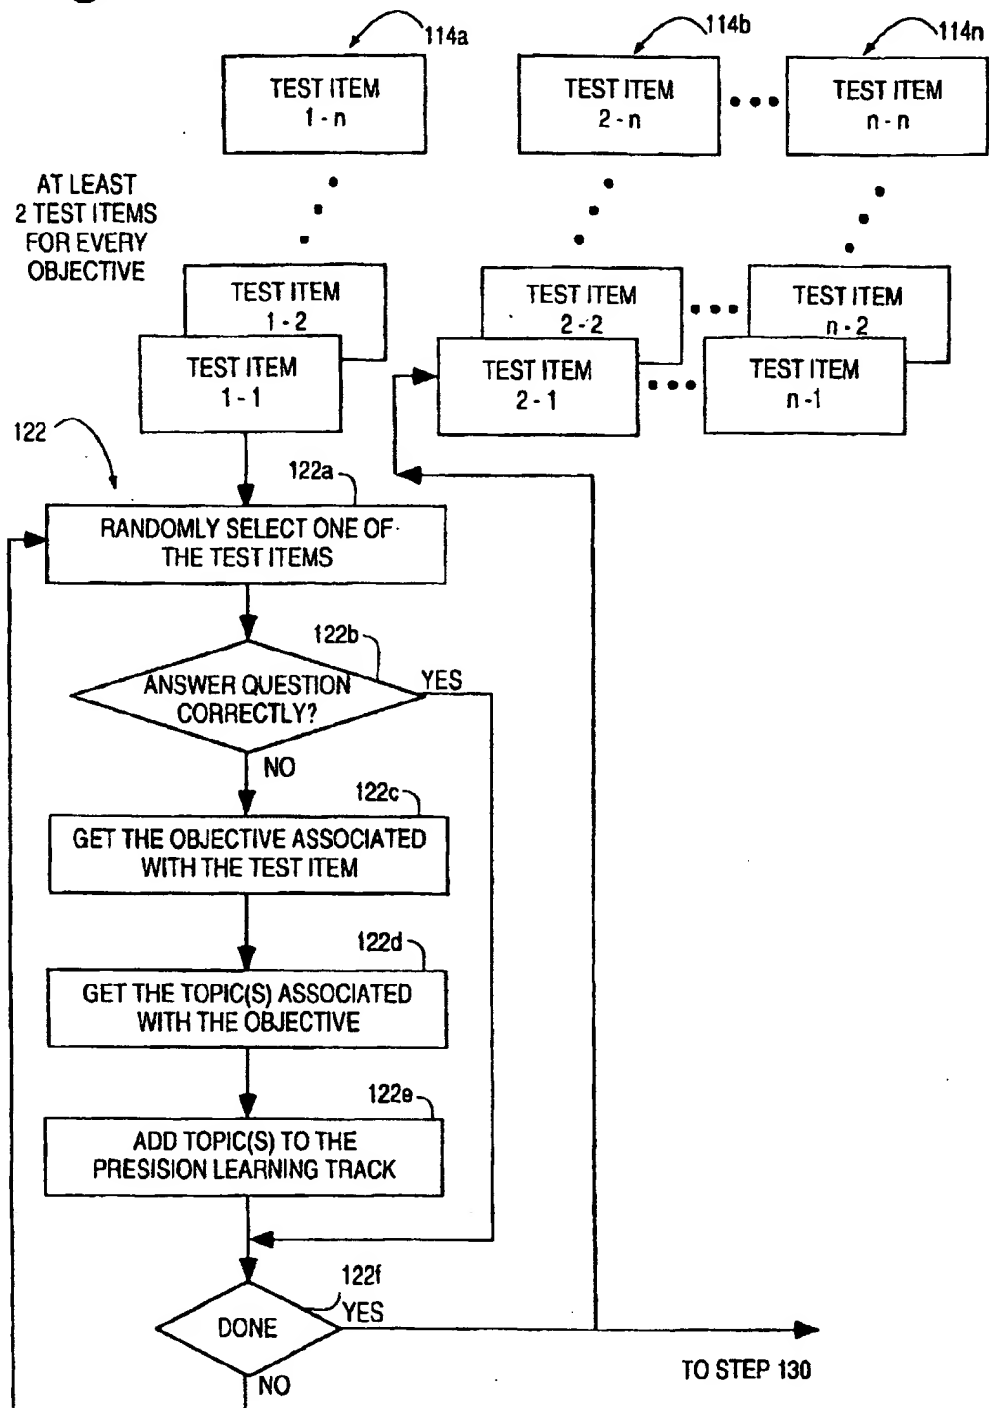 114a
114b
114n
TEST ITEM
1 - n
TEST ITEM
2 - n
TEST ITEM
n - n
AT LEAST
2 TEST ITEMS
FOR EVERY
OBJECTIVE
TEST ITEM
1 - 2
TEST ITEM
2 - 2
TEST ITEM
n - 2
TEST ITEM
1 - 1
TEST ITEM
2 - 1
TEST ITEM
n - 1
122
122a
RANDOMLY SELECT ONE OF
THE TEST ITEMS
122b
ANSWER QUESTION
CORRECTLY?
YES
NO
122c
GET THE OBJECTIVE ASSOCIATED
WITH THE TEST ITEM
122d
GET THE TOPIC(S) ASSOCIATED
WITH THE OBJECTIVE
122e
ADD TOPIC(S) TO THE
PRESISION LEARNING TRACK
122f
DONE
YES
TO STEP 130
NO